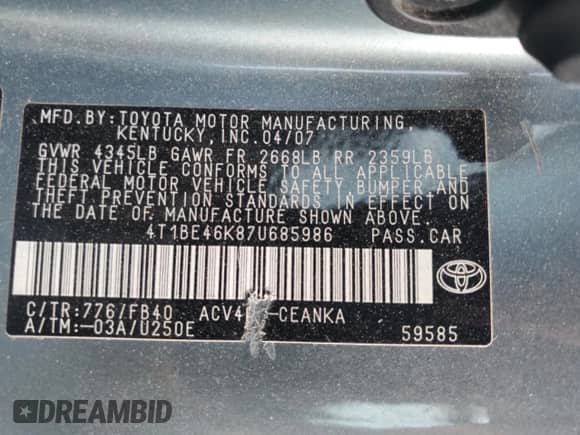 MFD. BY: TOYOTA MOTOR MANUFACTURING,
KENTUCKY, INC. 04/07
GVWR 4345LB GAWR FR 2668LB RR 2359LB
THIS VEHICLE CONFORMS TO ALL APPLICABLE
FEDERAL MOTOR VEHICLE SAFETY, BUMPER, AND
THEFT PREVENTION STANDARDS IN EFFECT ON
THE DATE OF MANUFACTURE SHOWN ABOVE.
4T1BE46K87U685986 PASS. CAR
C/TR: 776/FB40 -CEANKA
A/TM: -03A/U250E 59585
TOYOTA
DREAMBID